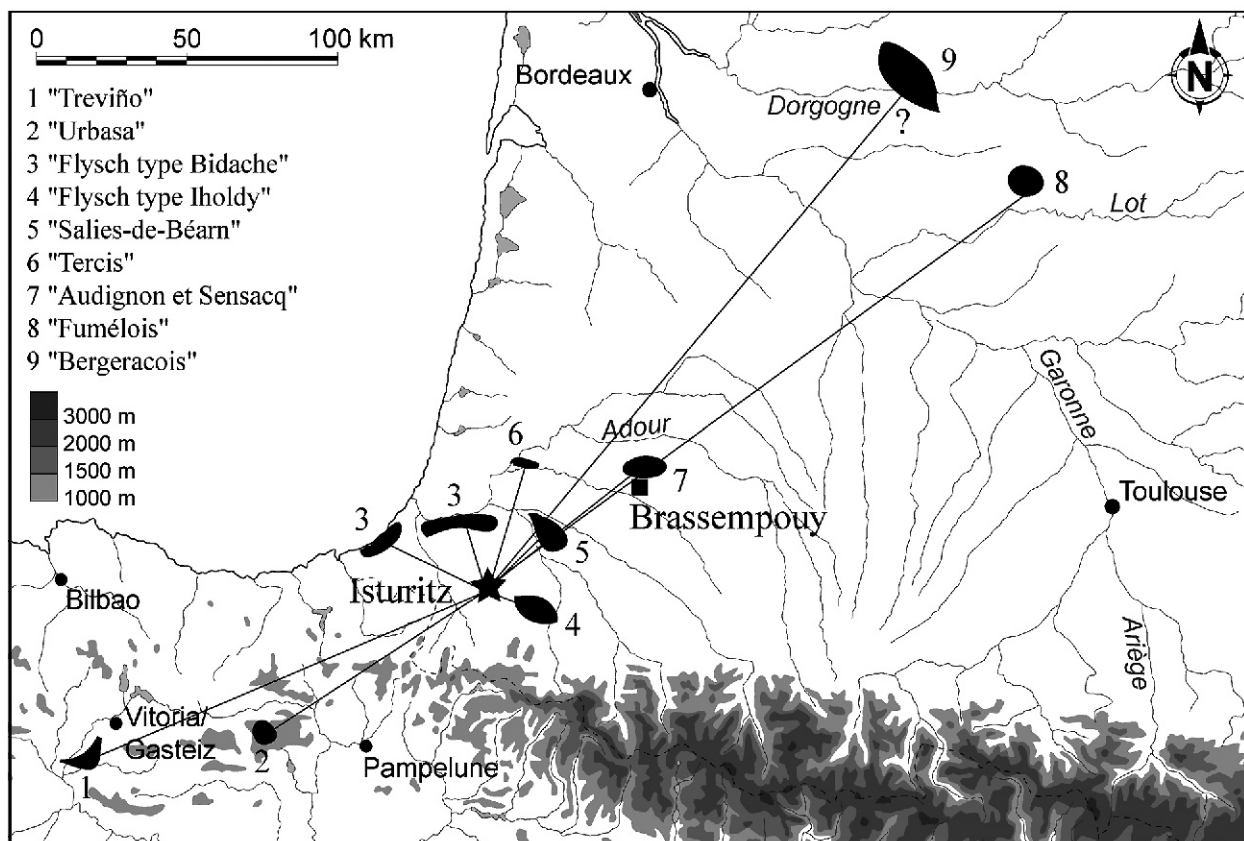 0 50 100 km
1 "Treviño"
2 "Urbasa"
3 "Flysch type Bidache"
4 "Flysch type Iholdy"
5 "Salies-de-Béarn"
6 "Tercis"
7 "Audignon et Sensacq"
8 "Fumélois"
9 "Bergeracois"
3000 m
2000 m
1500 m
1000 m
N
Bordeaux
9
Dorgogne
?
8
Lot
Garonne
Adour
6
7
Toulouse
Brassempouy
3
3
5
Isturitz
Bilbao
4
Ariège
Vitoria/
Gasteiz
2
Pampelune
1